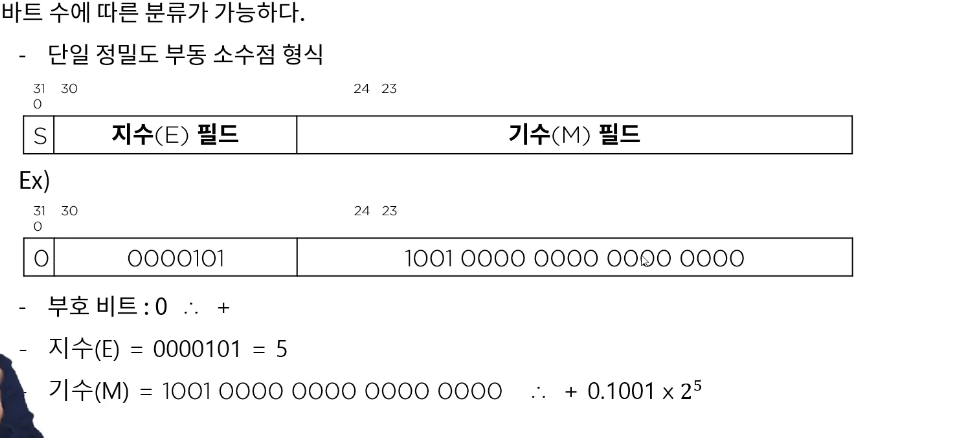 바트 수에 따른 분류가 가능하다.
- 단일 정밀도 부동 소수점 형식
31 30 24 23
0
S 지수(E) 필드 기수(M) 필드
Ex)
31 30 24 23
0
0 0000101 1001 0000 0000 0000 0000
- 부호 비트 : 0 ∴ +
- 지수(E) = 0000101 = 5
- 기수(M) = 1001 0000 0000 0000 0000 ∴ + 0.1001 x 2⁵